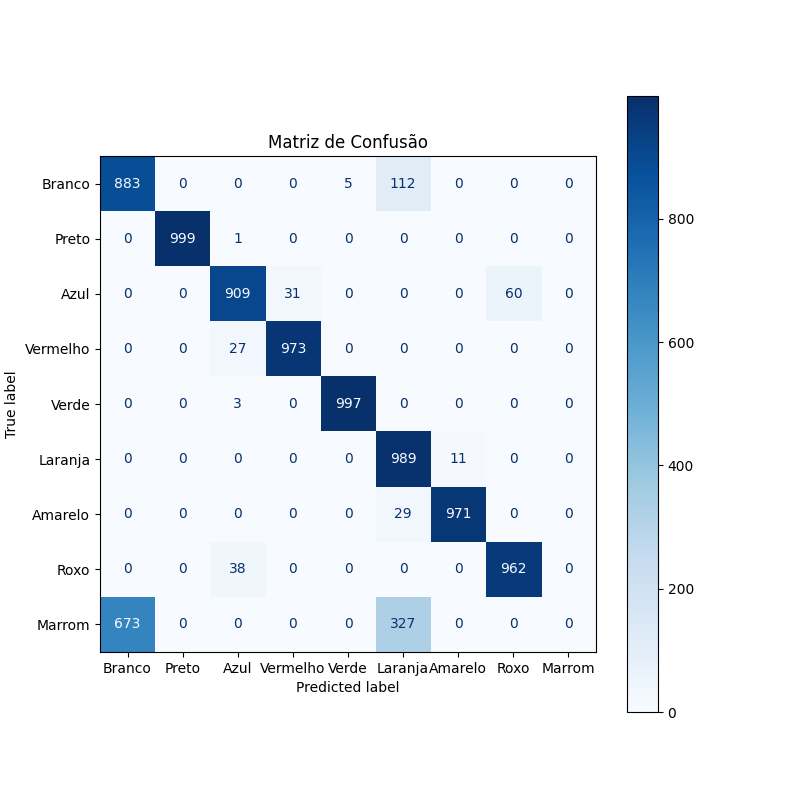 Matriz de Confusão
Branco 883 0 0 0 5 112 0 0 0
Preto 0 999 1 0 0 0 0 0 0
Azul 0 0 909 31 0 0 0 60 0
Vermelho 0 0 27 973 0 0 0 0 0
Verde 0 0 3 0 997 0 0 0 0
Laranja 0 0 0 0 0 989 11 0 0
Amarelo 0 0 0 0 0 29 971 0 0
Roxo 0 0 38 0 0 0 0 962 0
Marrom 673 0 0 0 0 327 0 0 0
Branco Preto Azul Vermelho Verde Laranja Amarelo Roxo Marrom
Predicted label
True label
800
600
400
200
0